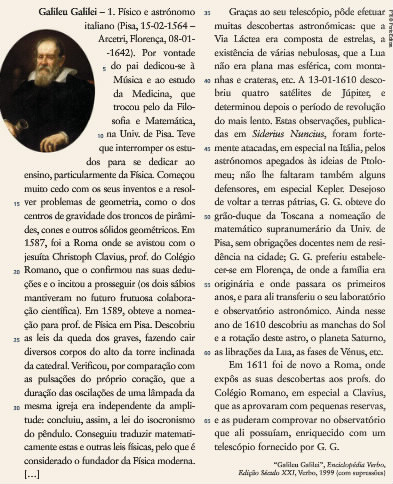 Galileu Galilei – 1. Físico e astrónomo
italiano (Pisa, 15-02-1564 –
Arcetri, Florença, 08-01-
-1642). Por vontade
5 do pai dedicou-se à
Música e ao estudo
da Medicina, que
trocou pelo da Filo-
sofia e Matemática,
10 na Univ. de Pisa. Teve
que interromper os estu-
dos para se dedicar ao
ensino, particularmente da Física. Começou
muito cedo com os seus inventos e a resol-
15 ver problemas de geometria, como o dos
centros de gravidade dos troncos de pirâmi-
des, cones e outros sólidos geométricos. Em
1587, foi a Roma onde se avistou com o
jesuíta Christoph Clavius, prof. do Colégio
20 Romano, que o confirmou nas suas dedu-
ções e o incitou a prosseguir (os dois sábios
mantiveram no futuro frutuosa colabora-
ção científica). Em 1589, obteve a nomea-
ção para prof. de Física em Pisa. Descobriu
25 as leis da queda dos graves, fazendo cair
diversos corpos do alto da torre inclinada
da catedral. Verificou, por comparação com
as pulsações do próprio coração, que a
duração das oscilações de uma lâmpada da
30 mesma igreja era independente da ampli-
tude: concluiu, assim, a lei do isocronismo
do pêndulo. Conseguiu traduzir matemati-
camente estas e outras leis físicas, pelo que é
considerado o fundador da Física moderna.
[...]
35 Graças ao seu telescópio, pôde efetuar
muitas descobertas astronómicas: que a
Via Láctea era composta de estrelas, a
existência de várias nebulosas, que a Lua
não era plana mas esférica, com monta-
40 nhas e crateras, etc. A 13-01-1610 desco-
briu quatro satélites de Júpiter, e
determinou depois o período de revolução
do mais lento. Estas observações, publica-
das em Siderius Nuncius, foram forte-
45 mente atacadas, em especial na Itália, pelos
astrónomos apegados às ideias de Ptolo-
meu; não lhe faltaram também alguns
defensores, em especial Kepler. Desejoso
de voltar a terras pátrias, G. G. obteve do
50 grão-duque da Toscana a nomeação de
matemático supranumerário da Univ. de
Pisa, sem obrigações docentes nem de resi-
dência na cidade; G. G. preferiu estabele-
cer-se em Florença, de onde a família era
55 originária e onde passara os primeiros
anos, e para ali transferiu o seu laboratório
e observatório astronómico. Ainda nesse
ano de 1610 descobriu as manchas do Sol
e a rotação deste astro, o planeta Saturno,
60 as librações da Lua, as fases de Vénus, etc.
Em 1611 foi de novo a Roma, onde
expôs as suas descobertas aos profs. do
Colégio Romano, em especial a Clavius,
que as aprovaram com pequenas reservas,
65 e as puderam comprovar no observatório
que ali possuíam, enriquecido com um
telescópio fornecido por G. G.
"Galileu Galilei", Enciclopédia Verbo,
Edição Século XXI, Verbo, 1999 (com supressões)